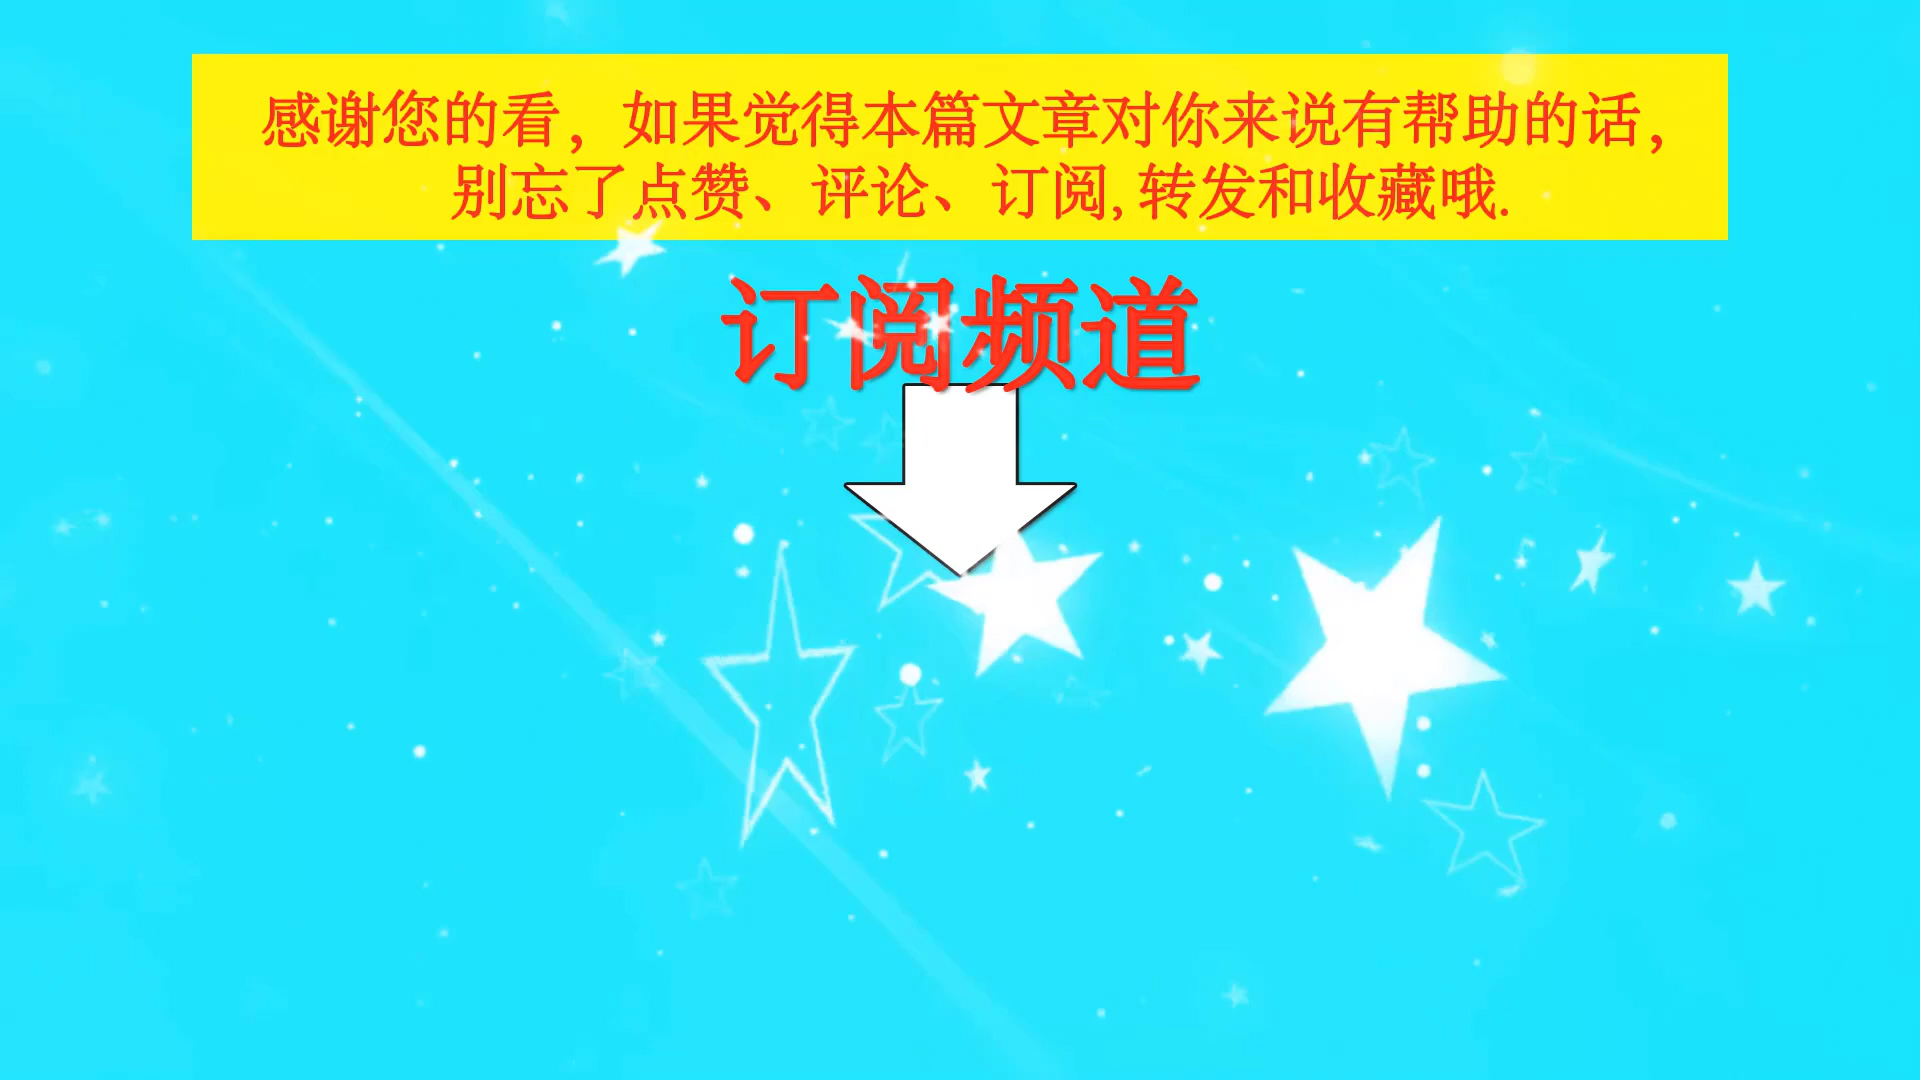 感谢您的看，如果觉得本篇文章对你来说有帮助的话，
别忘了点赞、评论、订阅,转发和收藏哦.
订阅频道